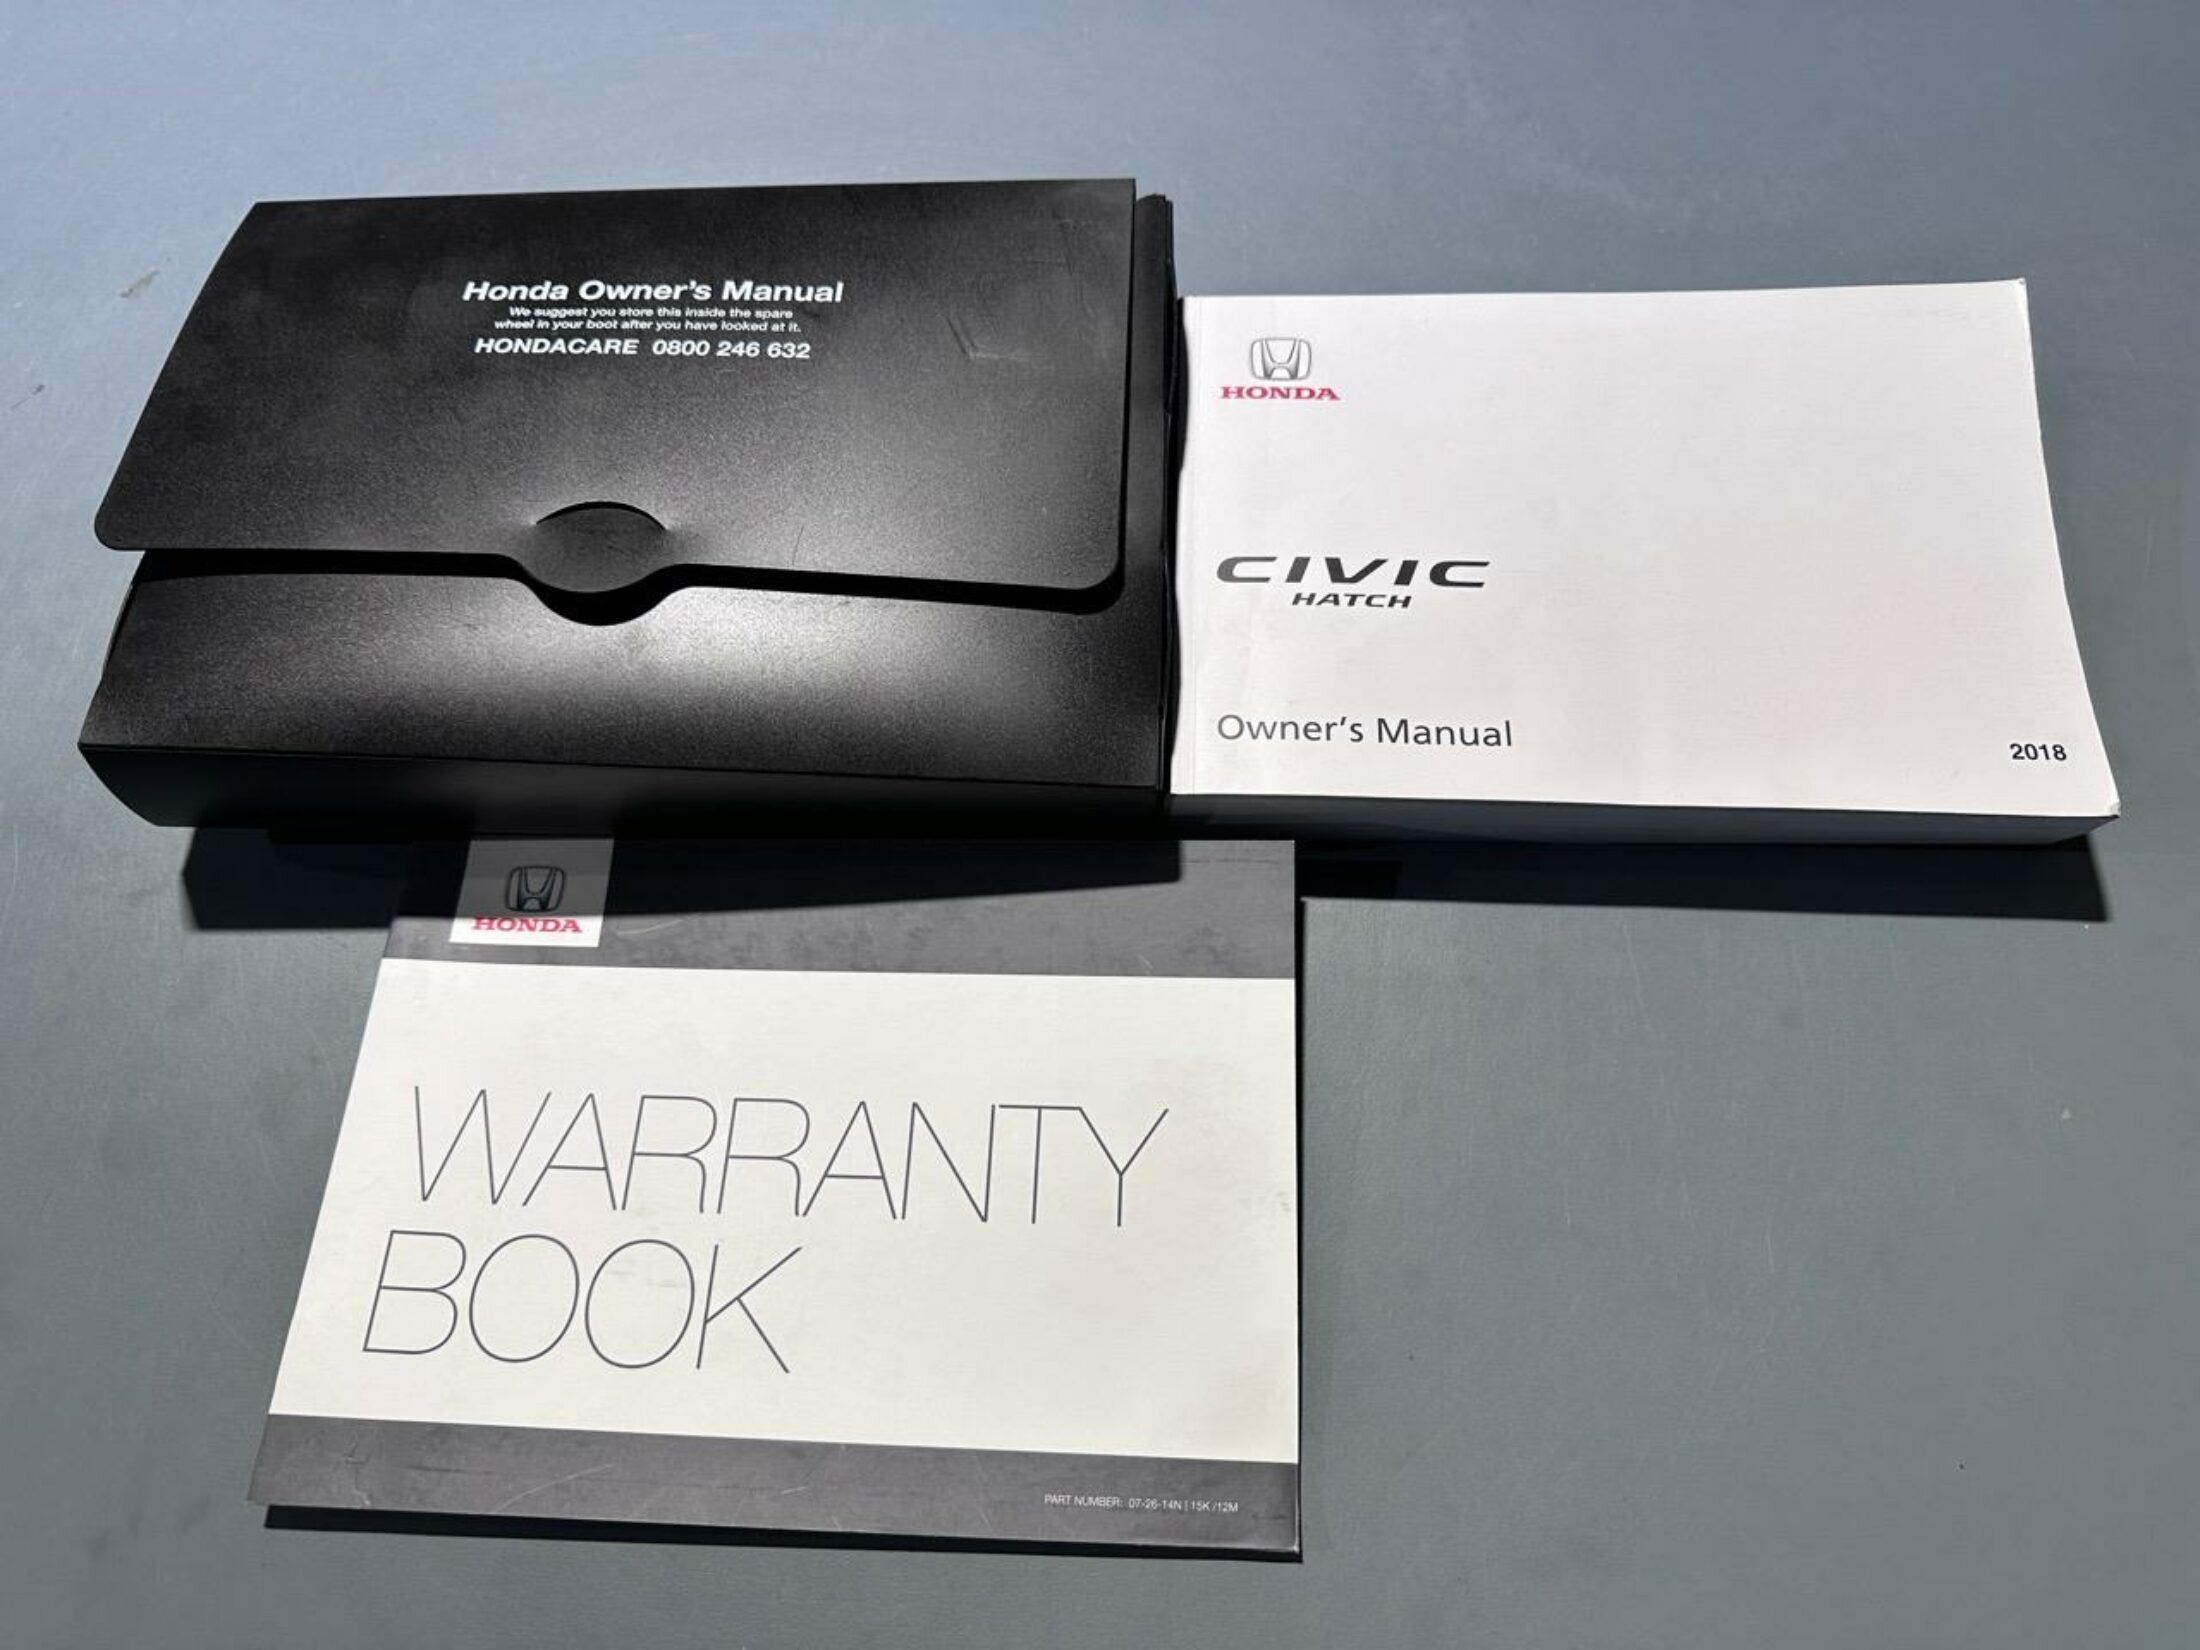 Honda Owner's Manual
We suggest you store this inside the spare
wheel in your boot after you have looked at it.
HONDACARE 0800 246 632
HONDA
CIVIC
HATCH
Owner's Manual
2018
HONDA
WARRANTY
BOOK
PART NUMBER: 07-26-14N | 15K /12M